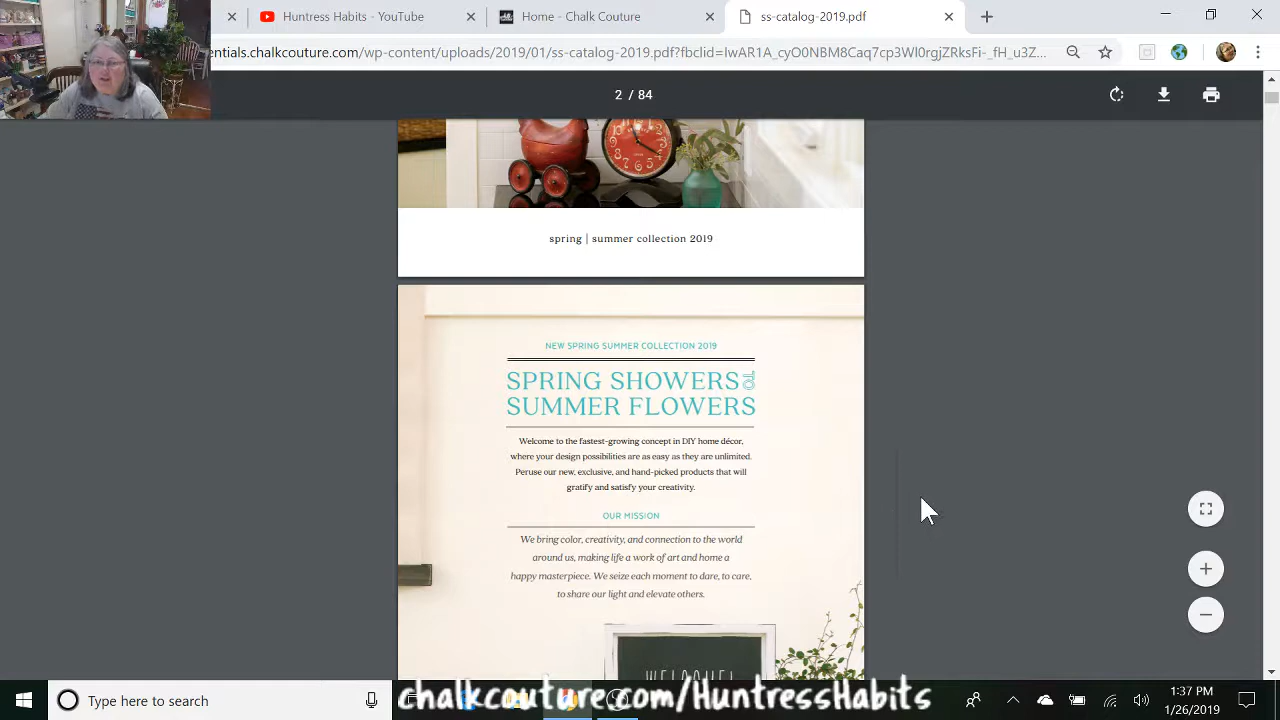 Huntress Habits - YouTube
Home - Chalk Couture
ss-catalog-2019.pdf
entials.chalkcouture.com/wp-content/uploads/2019/01/ss-catalog-2019.pdf?fbclid=IwAR1A_cyO0NBM8Caq7cp3Wl0rgjZRksFi-_fH_u3Z...
2 / 84
spring | summer collection 2019
NEW SPRING SUMMER COLLECTION 2019
SPRING SHOWERS TO
SUMMER FLOWERS
Welcome to the fastest-growing concept in DIY home décor,
where your design possibilities are as easy as they are unlimited.
Peruse our new, exclusive, and hand-picked products that will
gratify and satisfy your creativity.
OUR MISSION
We bring color, creativity, and connection to the world
around us, making life a work of art and home a
happy masterpiece. We seize each moment to dare, to care,
to share our light and elevate others.
WELCOME!
Type here to search
chalkcouture.com/HuntressHabits
1:37 PM
1/26/2019